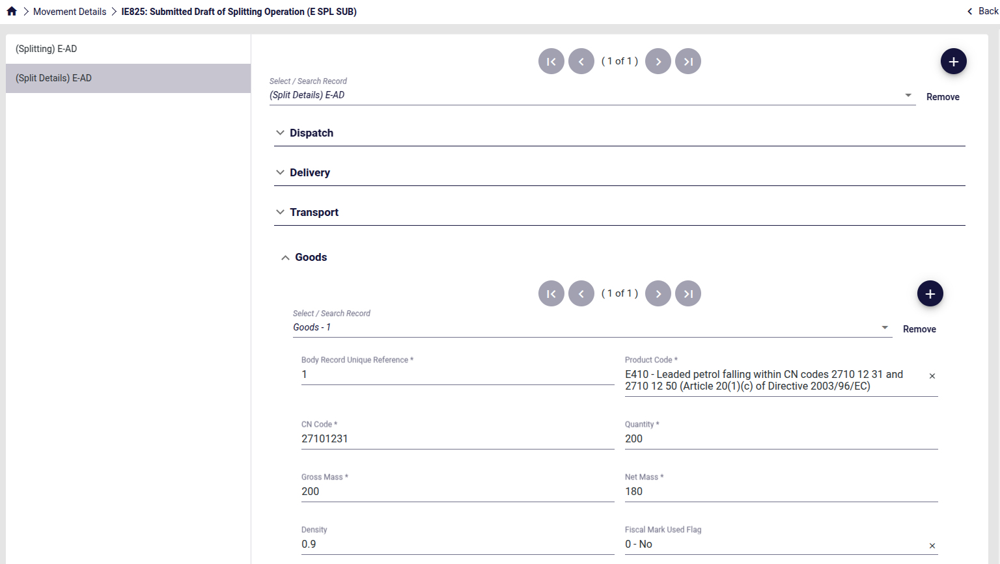 Movement Details IE825: Submitted Draft of Splitting Operation (E SPL SUB) Back
(Splitting) E-AD
(Split Details) E-AD
( 1 of 1 )
Select / Search Record
(Split Details) E-AD
Remove
Dispatch
Delivery
Transport
Goods
( 1 of 1 )
Select / Search Record
Goods - 1
Remove
Body Record Unique Reference *
1
Product Code *
E410 - Leaded petrol falling within CN codes 2710 12 31 and
2710 12 50 (Article 20(1)(c) of Directive 2003/96/EC)
CN Code *
27101231
Quantity *
200
Gross Mass *
200
Net Mass *
180
Density
0.9
Fiscal Mark Used Flag
0 - No